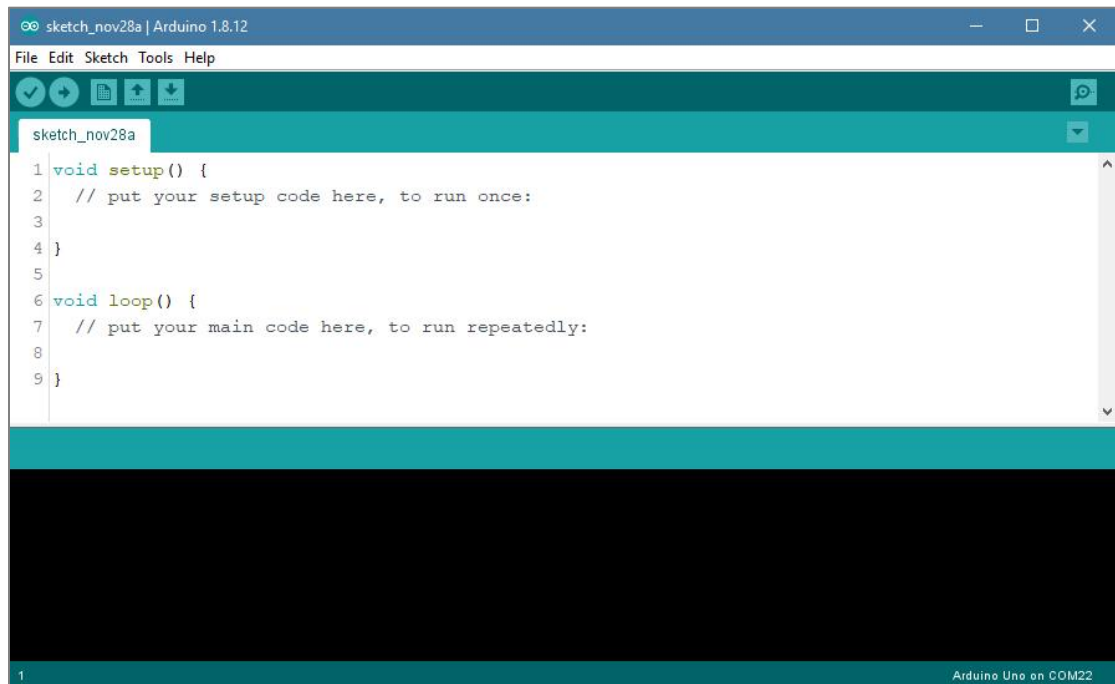 sketch_nov28a | Arduino 1.8.12
File Edit Sketch Tools Help
sketch_nov28a
1 void setup() {
2   // put your setup code here, to run once:
3
4 }
5
6 void loop() {
7   // put your main code here, to run repeatedly:
8
9 }
1 Arduino Uno on COM22